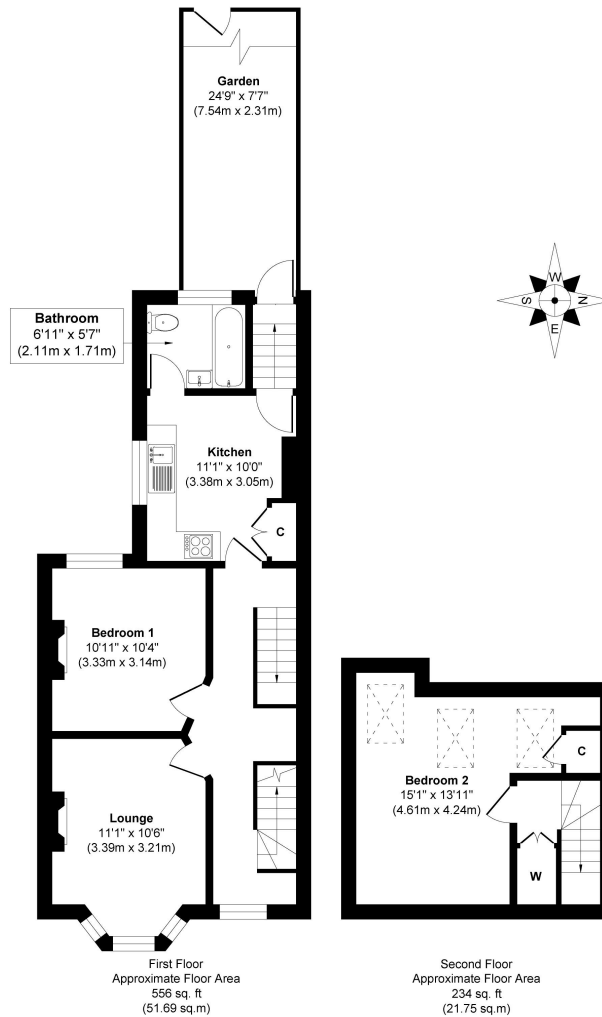 Garden
24'9" x 7'7"
(7.54m x 2.31m)
W
S
N
E
Bathroom
6'11" x 5'7"
(2.11m x 1.71m)
Kitchen
11'1" x 10'0"
(3.38m x 3.05m)
C
Bedroom 1
10'11" x 10'4"
(3.33m x 3.14m)
Lounge
11'1" x 10'6"
(3.39m x 3.21m)
C
Bedroom 2
15'1" x 13'11"
(4.61m x 4.24m)
W
First Floor
Approximate Floor Area
556 sq. ft
(51.69 sq.m)
Second Floor
Approximate Floor Area
234 sq. ft
(21.75 sq.m)